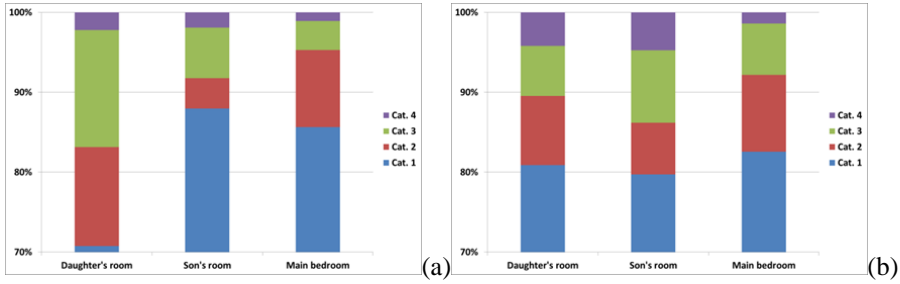 100%
90%
80%
70%
Daughter's room Son's room Main bedroom
Cat. 4
Cat. 3
Cat. 2
Cat. 1
(a)
100%
90%
80%
70%
Daughter's room Son's room Main bedroom
Cat. 4
Cat. 3
Cat. 2
Cat. 1
(b)